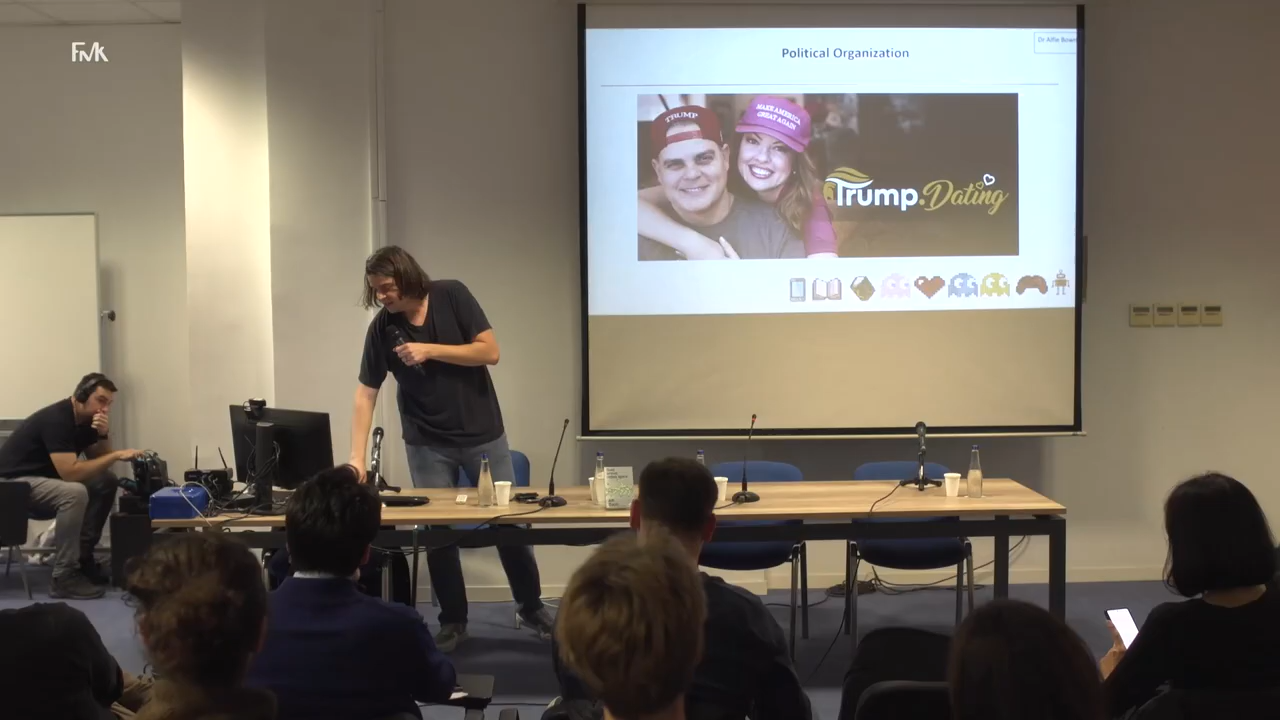 FMK
Political Organization
Dr Alfie Bown
TRUMP
MAKE AMERICA
GREAT AGAIN
Trump.Dating